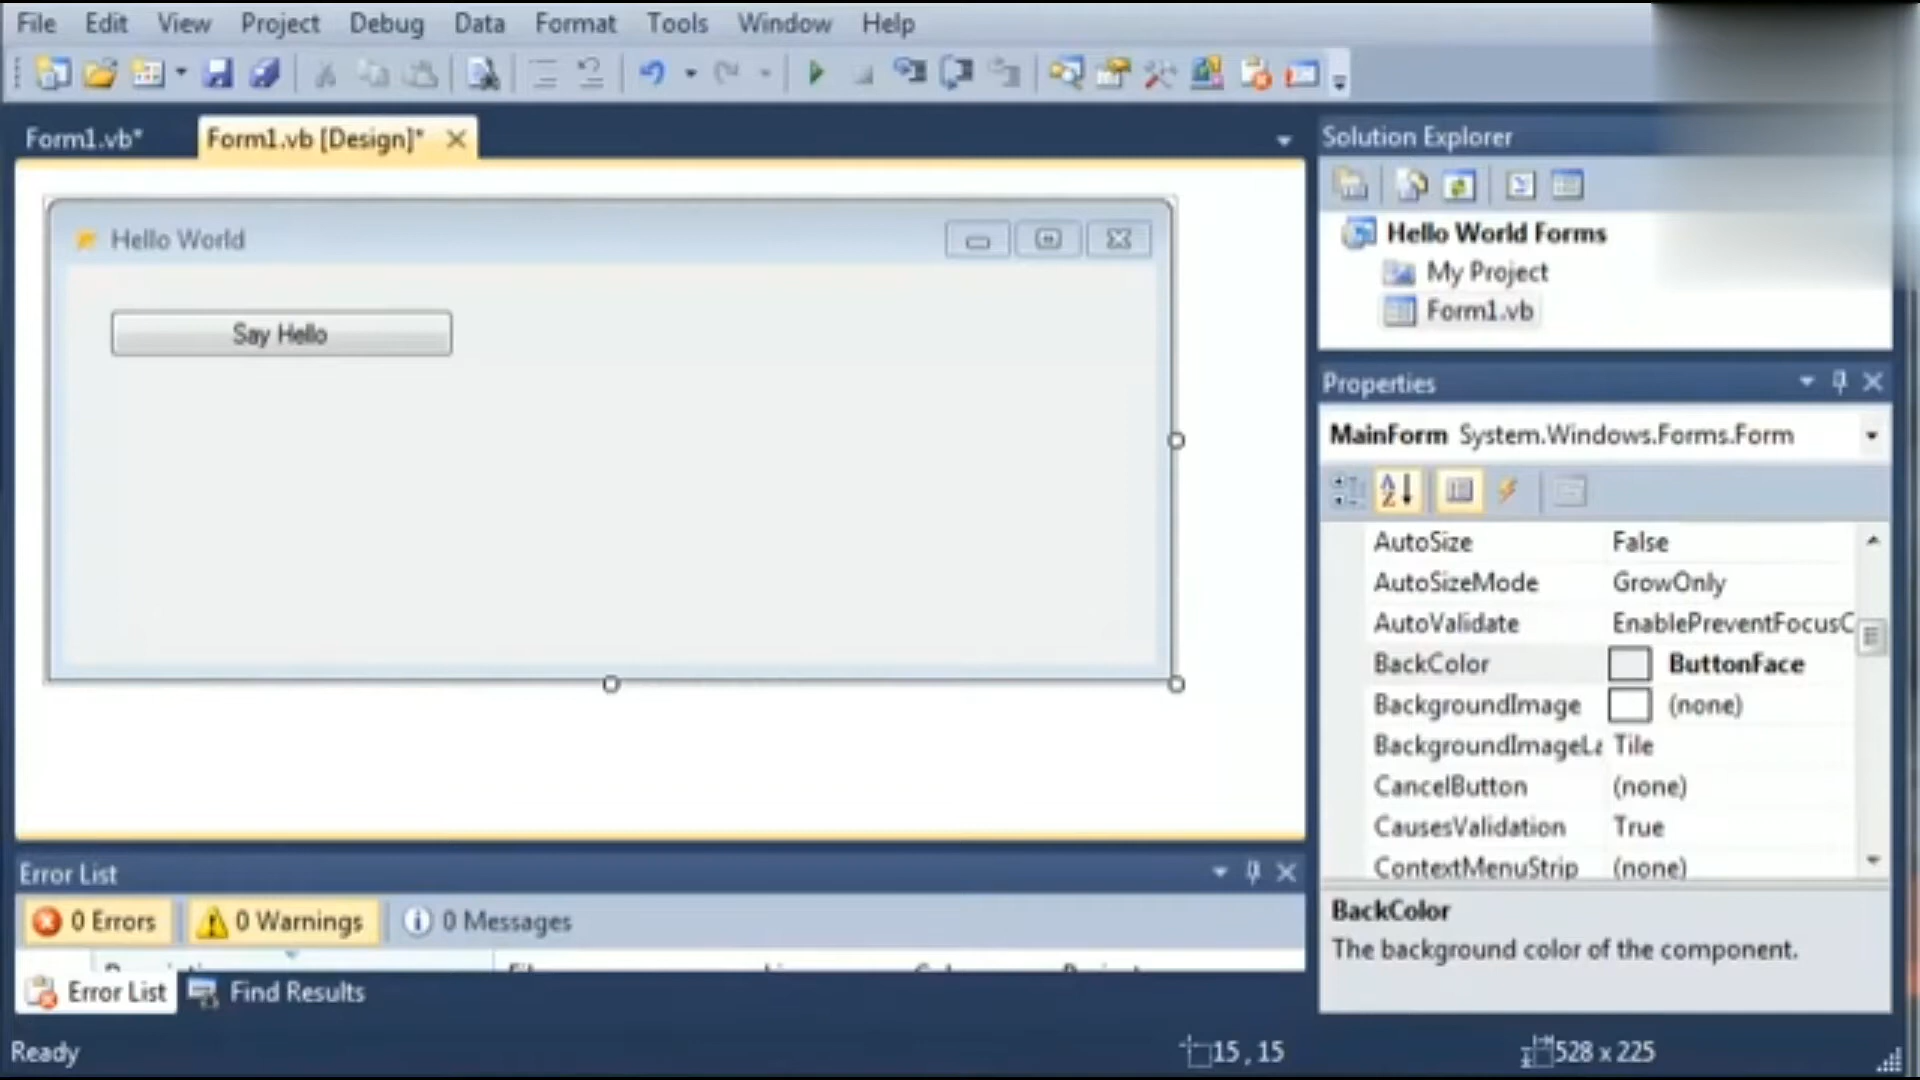 File Edit View Project Debug Data Format Tools Window Help
Form1.vb* Form1.vb [Design]*
Solution Explorer
Hello World
Say Hello
Hello World Forms
My Project
Form1.vb
Properties
MainForm System.Windows.Forms.Form
AutoSize False
AutoSizeMode GrowOnly
AutoValidate EnablePreventFocusC
BackColor ButtonFace
BackgroundImage (none)
BackgroundImageLa Tile
CancelButton (none)
CausesValidation True
ContextMenuStrip (none)
BackColor
The background color of the component.
Error List
0 Errors 0 Warnings 0 Messages
Error List Find Results
Ready 15 , 15 528 x 225